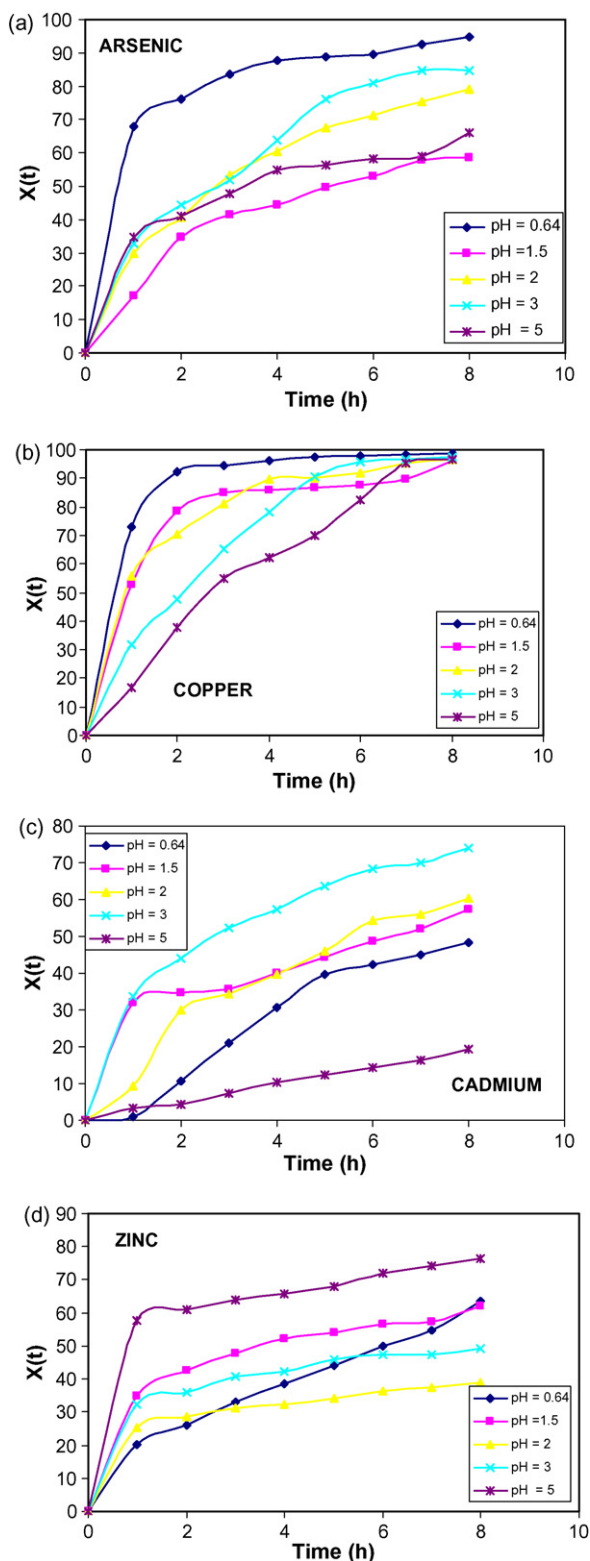 (a)
ARSENIC
X(t)
100
90
80
70
60
50
40
30
20
10
0
pH = 0.64
pH =1.5
pH = 2
pH = 3
pH = 5
0 2 4 6 8 10
Time (h)
(b)
X(t)
100
90
80
70
60
50
40
30
20
10
0
COPPER
pH = 0.64
pH = 1.5
pH = 2
pH = 3
pH = 5
0 2 4 6 8 10
Time (h)
(c)
X(t)
80
70
60
50
40
30
20
10
0
pH = 0.64
pH = 1.5
pH = 2
pH = 3
pH = 5
CADMIUM
0 2 4 6 8 10
Time (h)
(d)
ZINC
X(t)
90
80
70
60
50
40
30
20
10
0
pH = 0.64
pH =1.5
pH = 2
pH = 3
pH = 5
0 2 4 6 8 10
Time (h)